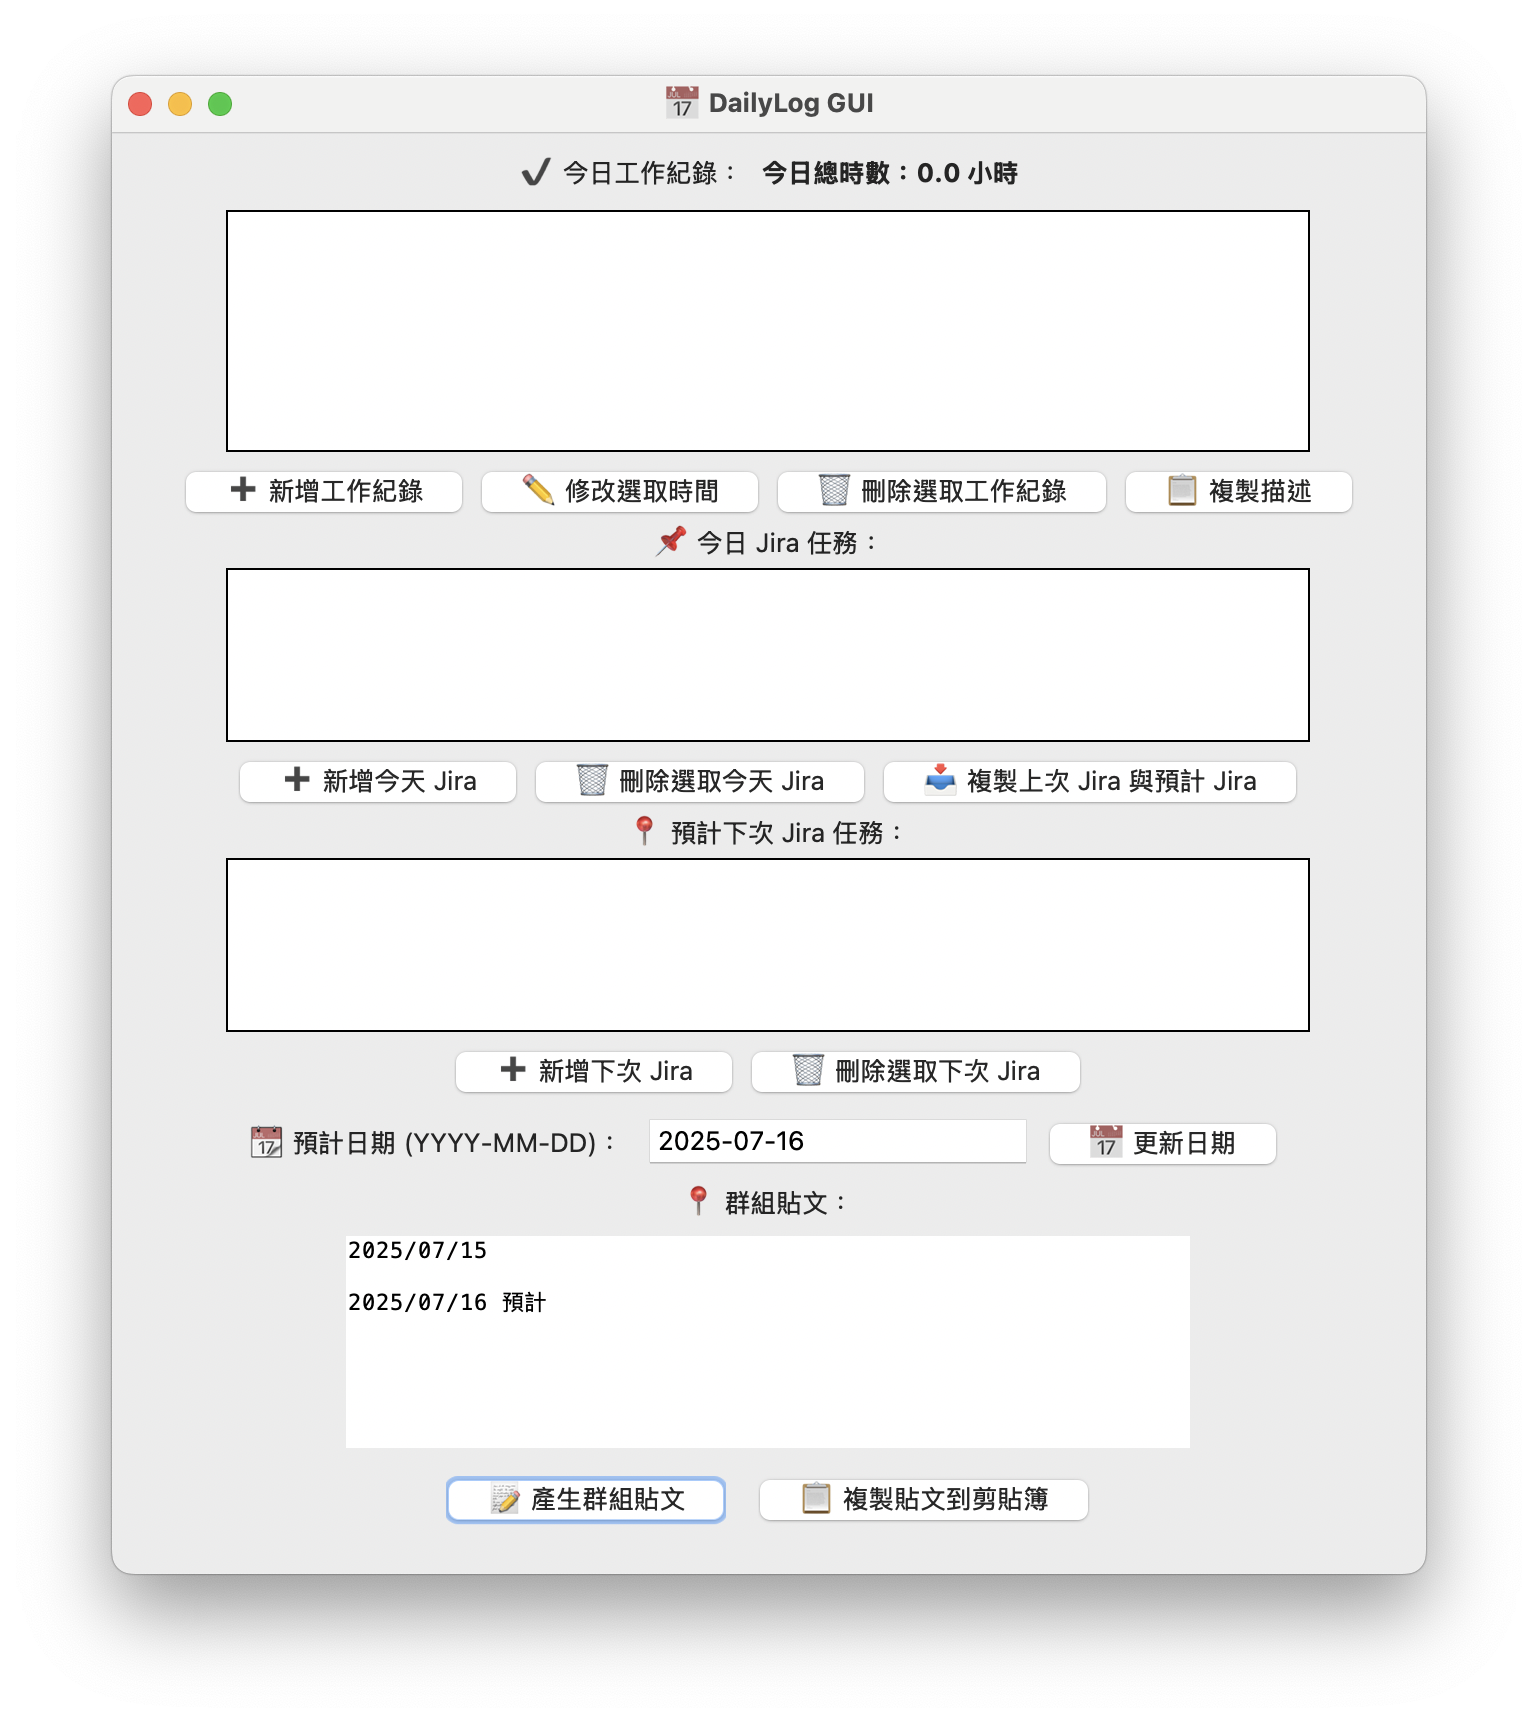 DailyLog GUI
今日工作紀錄： 今日總時數：0.0 小時
新增工作紀錄 修改選取時間 刪除選取工作紀錄 複製描述
今日 Jira 任務：
新增今天 Jira 刪除選取今天 Jira 複製上次 Jira 與預計 Jira
預計下次 Jira 任務：
新增下次 Jira 刪除選取下次 Jira
預計日期 (YYYY-MM-DD)： 2025-07-16 更新日期
群組貼文：
2025/07/15
2025/07/16 預計
產生群組貼文 複製貼文到剪貼簿